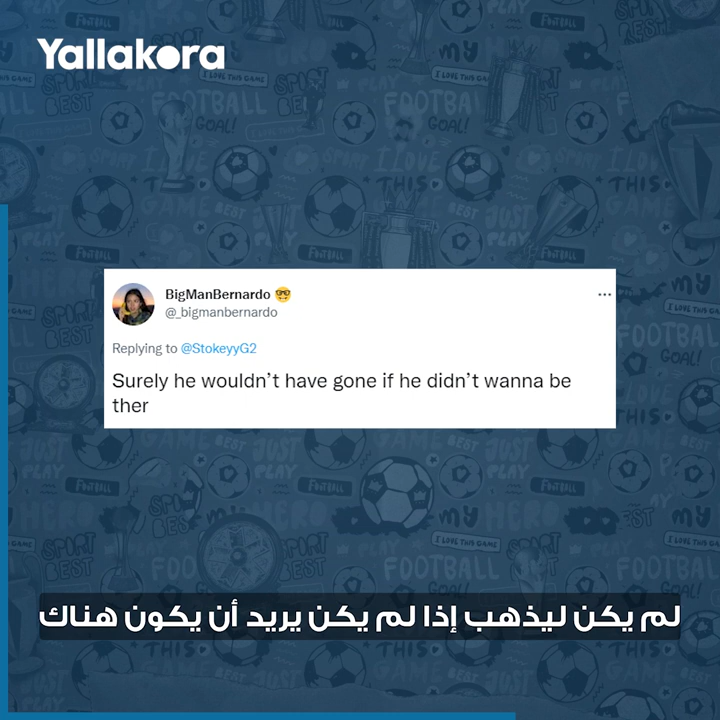 Yallakora
BigManBernardo 🤓
@_bigmanbernardo
Replying to @StokeyyG2
Surely he wouldn’t have gone if he didn’t wanna be
ther
لم يكن ليذهب إذا لم يكن يريد أن يكون هناك